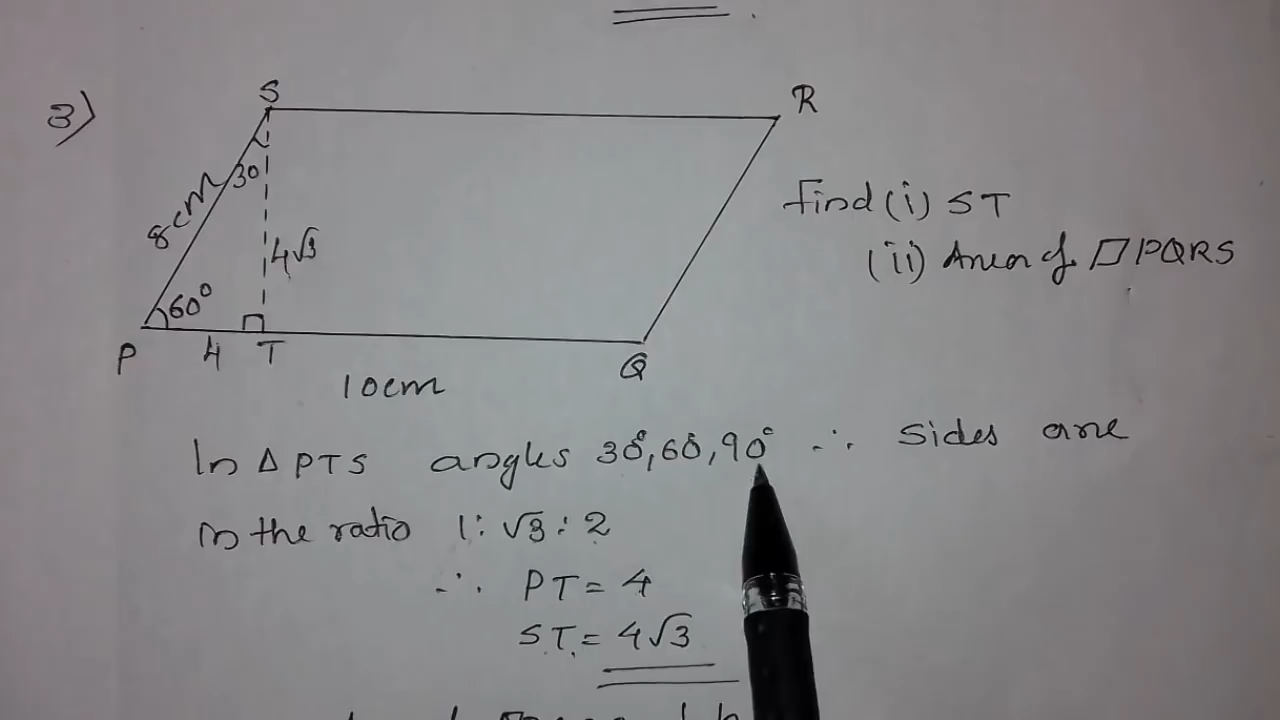 3)
S
R
8cm
30
4√3
60°
P
4
T
Q
10cm
Find (i) ST
(ii) Area of ▱ PQRS
In △ PTS angles 30°, 60°, 90° ∴ sides are
in the ratio 1 : √3 : 2
∴ PT = 4
ST = 4√3